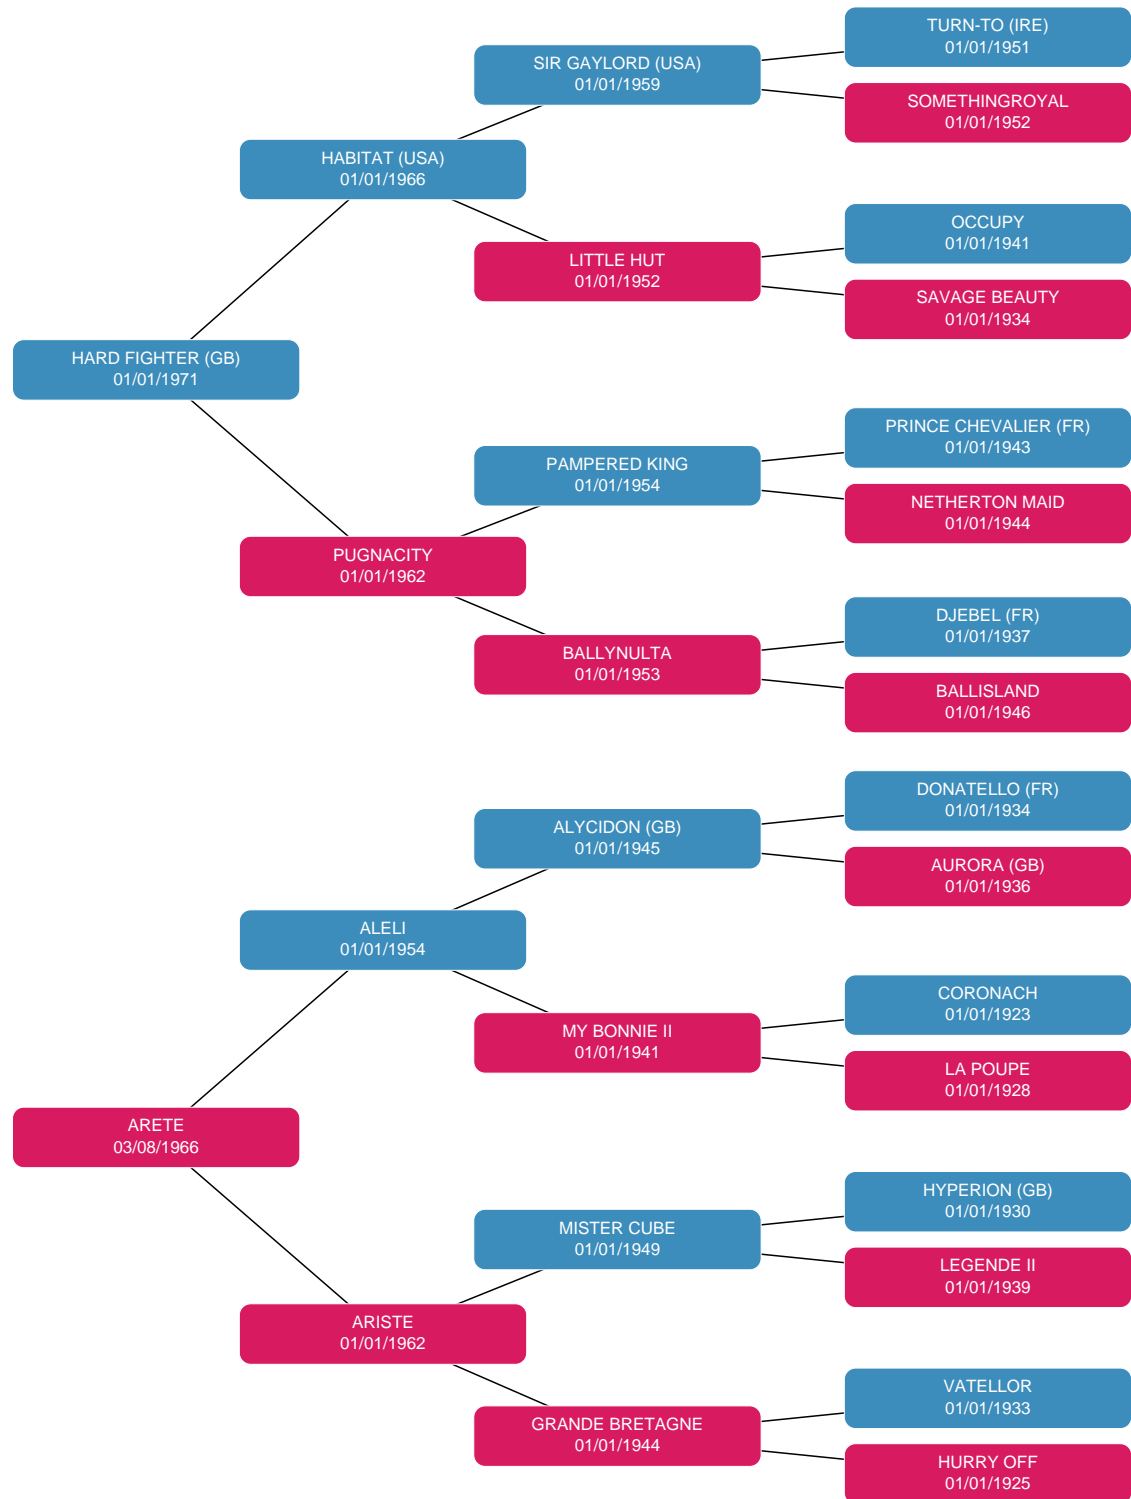 TURN-TO (IRE)
01/01/1951
SIR GAYLORD (USA)
01/01/1959
SOMETHINGROYAL
01/01/1952
HABITAT (USA)
01/01/1966
OCCUPY
01/01/1941
LITTLE HUT
01/01/1952
SAVAGE BEAUTY
01/01/1934
HARD FIGHTER (GB)
01/01/1971
PRINCE CHEVALIER (FR)
01/01/1943
PAMPERED KING
01/01/1954
NETHERTON MAID
01/01/1944
PUGNACITY
01/01/1962
DJEBEL (FR)
01/01/1937
BALLYNULTA
01/01/1953
BALLISLAND
01/01/1946
DONATELLO (FR)
01/01/1934
ALYCIDON (GB)
01/01/1945
AURORA (GB)
01/01/1936
ALELI
01/01/1954
CORONACH
01/01/1923
MY BONNIE II
01/01/1941
LA POUPE
01/01/1928
ARETE
03/08/1966
HYPERION (GB)
01/01/1930
MISTER CUBE
01/01/1949
LEGENDE II
01/01/1939
ARISTE
01/01/1962
VATELLOR
01/01/1933
GRANDE BRETAGNE
01/01/1944
HURRY OFF
01/01/1925